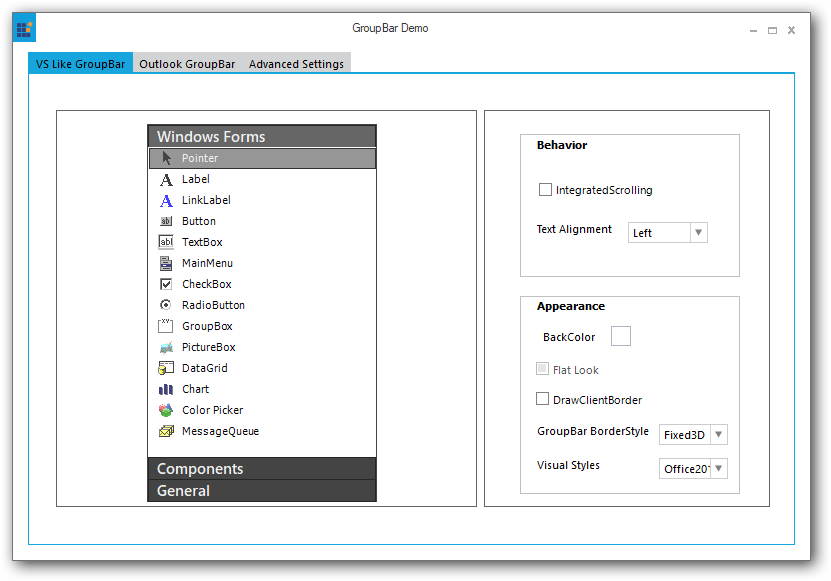 GroupBar Demo
VS Like GroupBar Outlook GroupBar Advanced Settings
Windows Forms
Pointer
Label
LinkLabel
Button
TextBox
MainMenu
CheckBox
RadioButton
GroupBox
PictureBox
DataGrid
Chart
Color Picker
MessageQueue
Components
General
Behavior
IntegratedScrolling
Text Alignment Left
Appearance
BackColor
Flat Look
DrawClientBorder
GroupBar BorderStyle Fixed3D
Visual Styles Office20